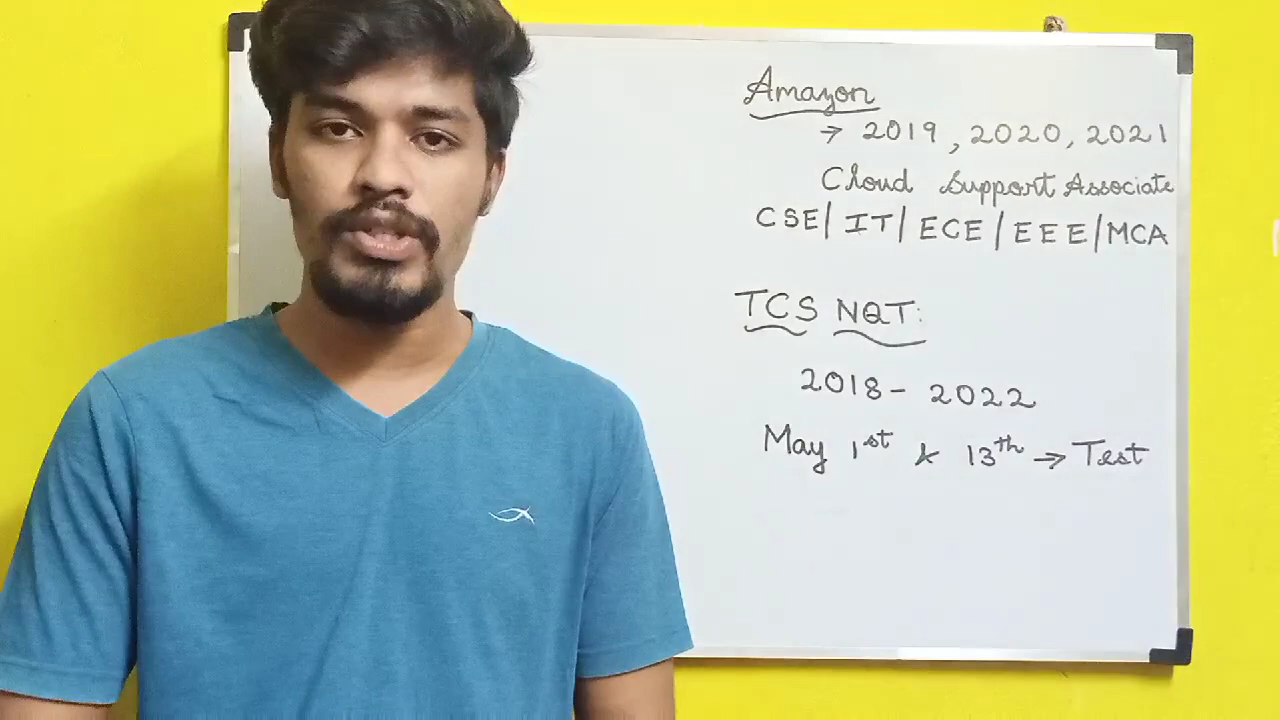 Amazon
→ 2019, 2020, 2021
Cloud Support Associate
CSE/ IT/ ECE / EEE/MCA
TCS NQT:
2018 - 2022
May 1st & 13th → Test